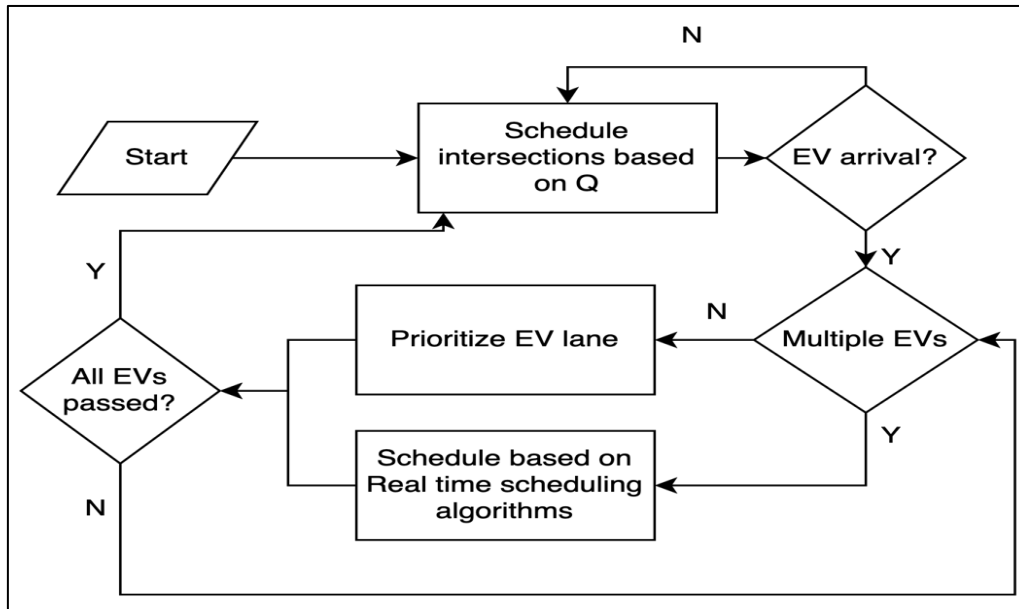 N
Start
Schedule
intersections based
on Q
EV arrival?
Y
Y
N
Prioritize EV lane
Multiple EVs
All EVs
passed?
Y
Schedule based on
Real time scheduling
algorithms
N